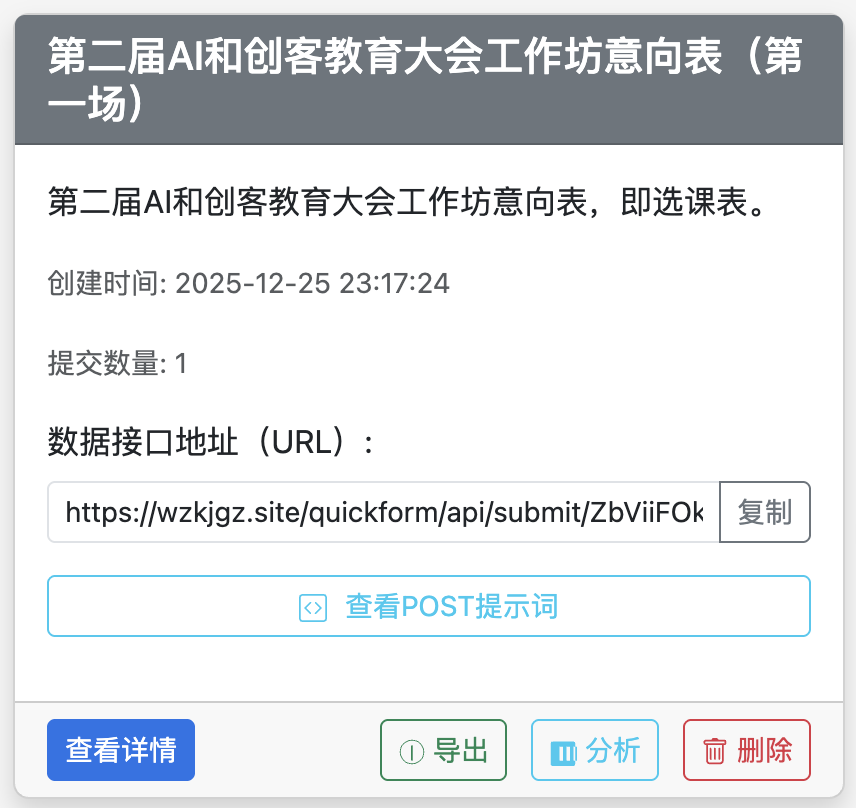 第二届AI和创客教育大会工作坊意向表（第
一场）
第二届AI和创客教育大会工作坊意向表，即选课表。
创建时间: 2025-12-25 23:17:24
提交数量: 1
数据接口地址（URL）:
https://wzkjgz.site/quickform/api/submit/ZbViiFOk
复制
查看POST提示词
查看详情
导出
分析
删除